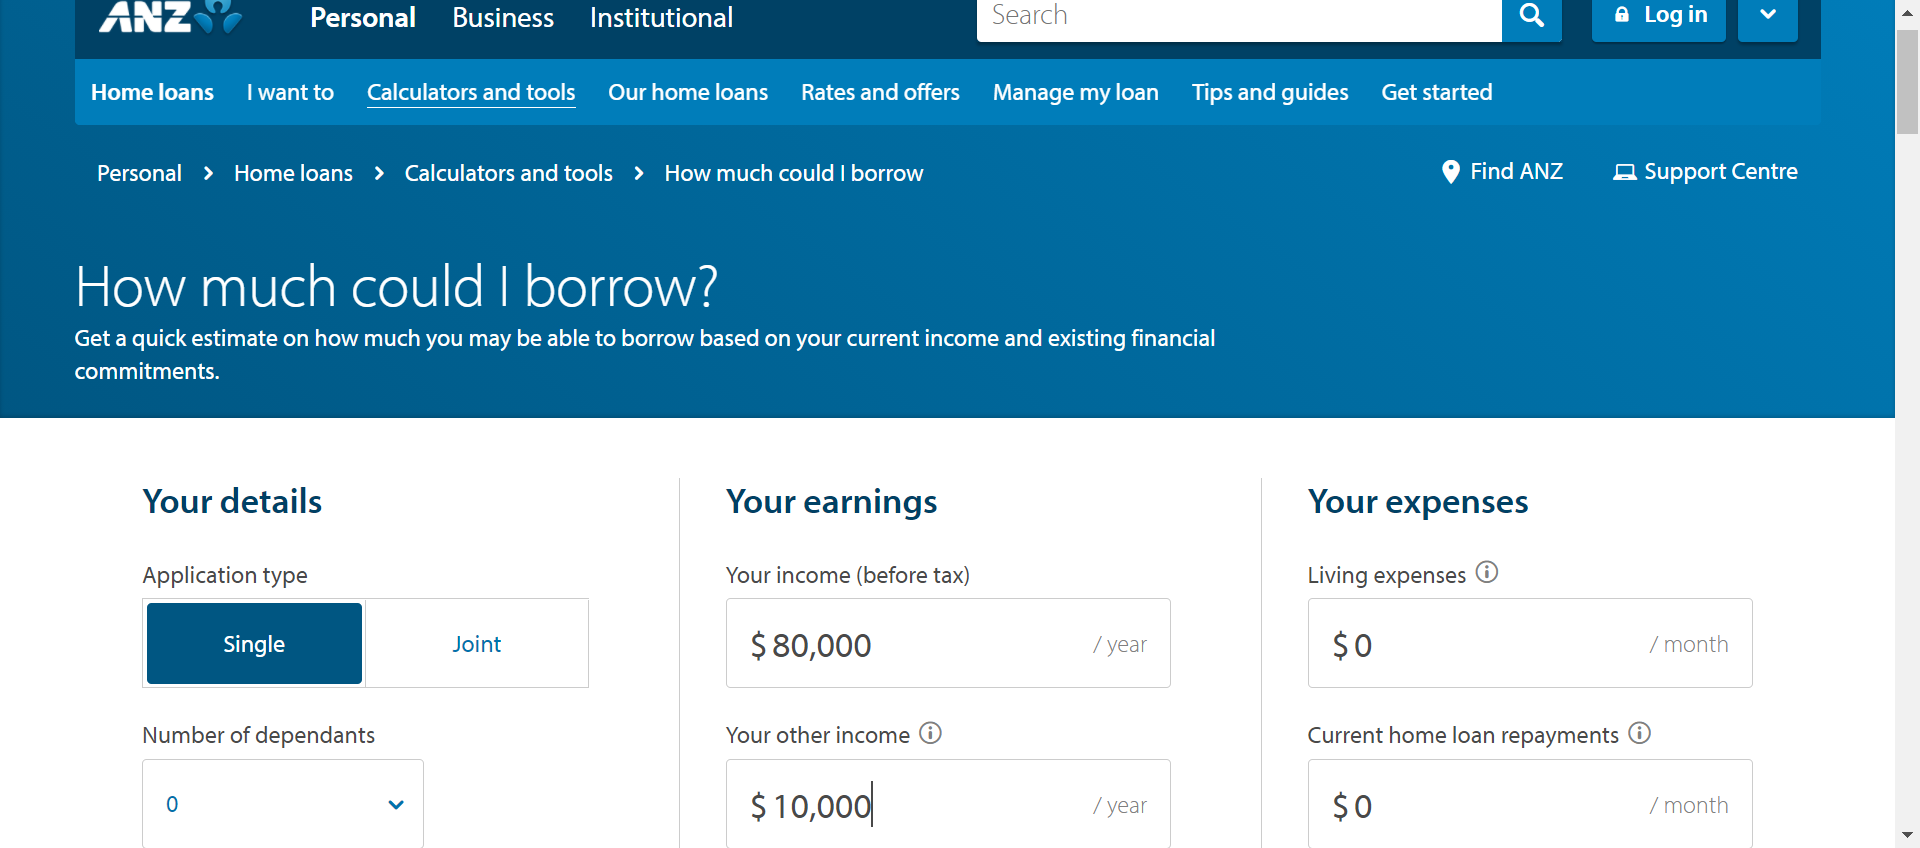 ANZ
Personal Business Institutional
Search
Log in
Home loans I want to Calculators and tools Our home loans Rates and offers Manage my loan Tips and guides Get started
Personal > Home loans > Calculators and tools > How much could I borrow
Find ANZ Support Centre
How much could I borrow?
Get a quick estimate on how much you may be able to borrow based on your current income and existing financial
commitments.
Your details
Application type
Single Joint
Number of dependants
0
Your earnings
Your income (before tax)
$ 80,000 / year
Your other income
$ 10,000 / year
Your expenses
Living expenses
$ 0 / month
Current home loan repayments
$ 0 / month